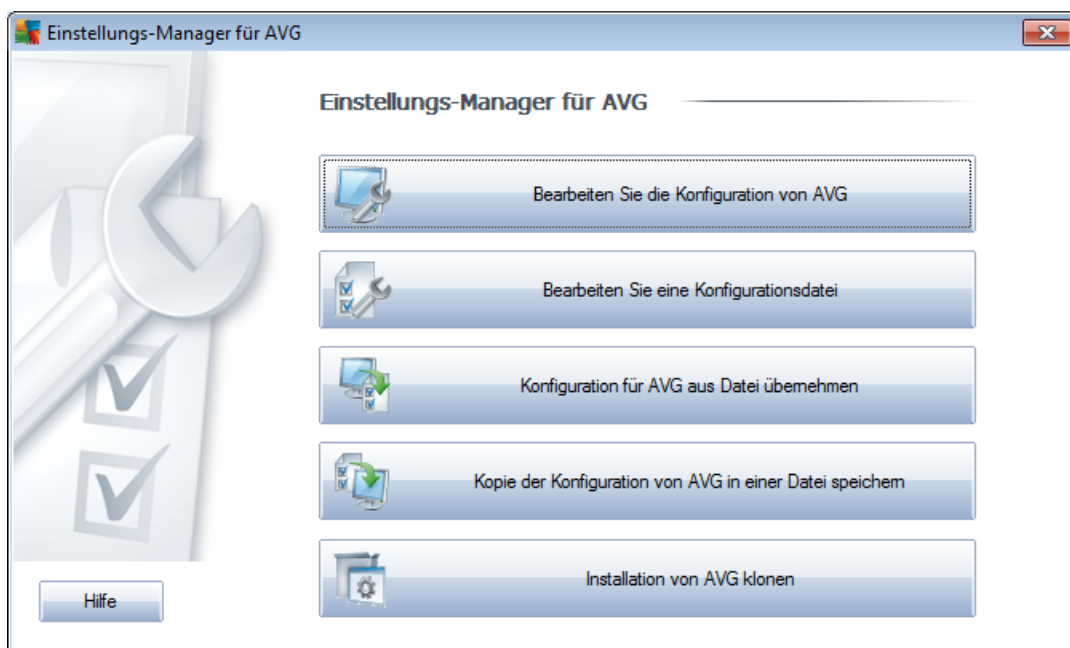 Einstellungs-Manager für AVG
Einstellungs-Manager für AVG
Bearbeiten Sie die Konfiguration von AVG
Bearbeiten Sie eine Konfigurationsdatei
Konfiguration für AVG aus Datei übernehmen
Kopie der Konfiguration von AVG in einer Datei speichern
Installation von AVG klonen
Hilfe